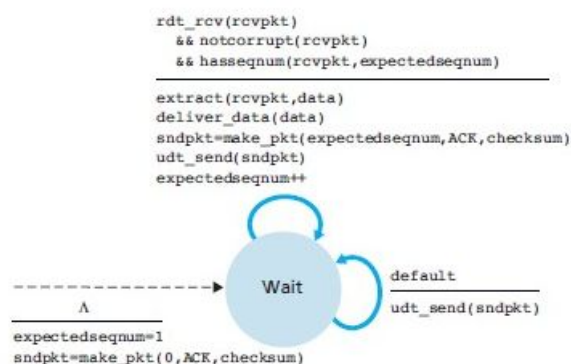 rdt_rcv(rcvpkt)
&& notcorrupt(rcvpkt)
&& hasseqnum(rcvpkt,expectedseqnum)
extract(rcvpkt,data)
deliver_data(data)
sndpkt=make_pkt(expectedseqnum,ACK,checksum)
udt_send(sndpkt)
expectedseqnum++
Wait
default
udt_send(sndpkt)
Λ
expectedseqnum=1
sndpkt=make_pkt(0,ACK,checksum)